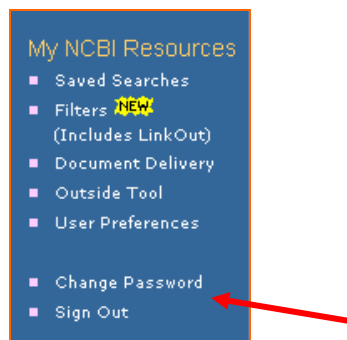 My NCBI Resources
Saved Searches
Filters NEW!
(Includes LinkOut)
Document Delivery
Outside Tool
User Preferences
Change Password
Sign Out